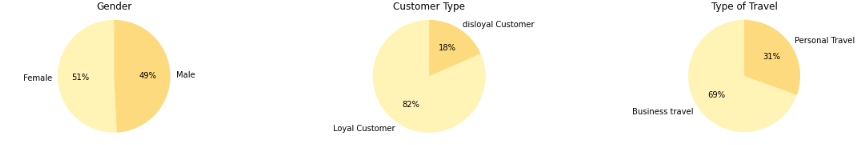 Gender
Female
51%
49%
Male
Customer Type
disloyal Customer
18%
82%
Loyal Customer
Type of Travel
Personal Travel
31%
69%
Business travel